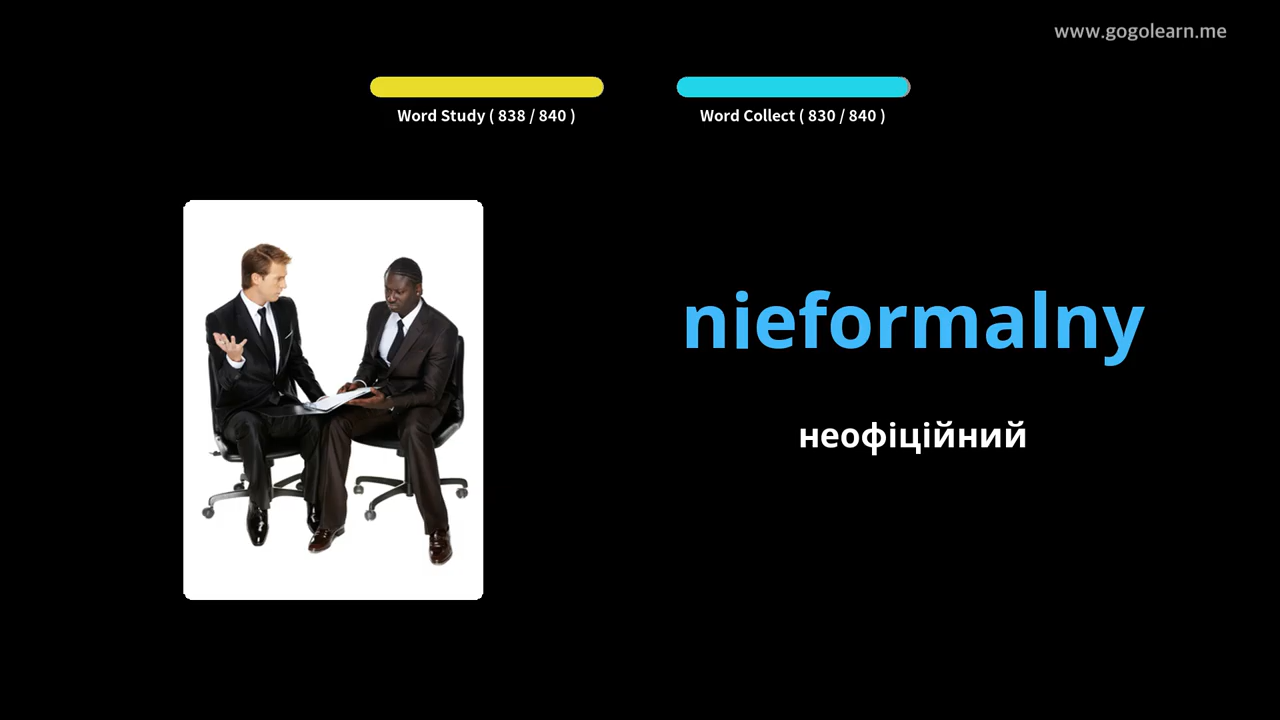 www.gogolearn.me
Word Study ( 838 / 840 )
Word Collect ( 830 / 840 )
nieformalny
неофіційний